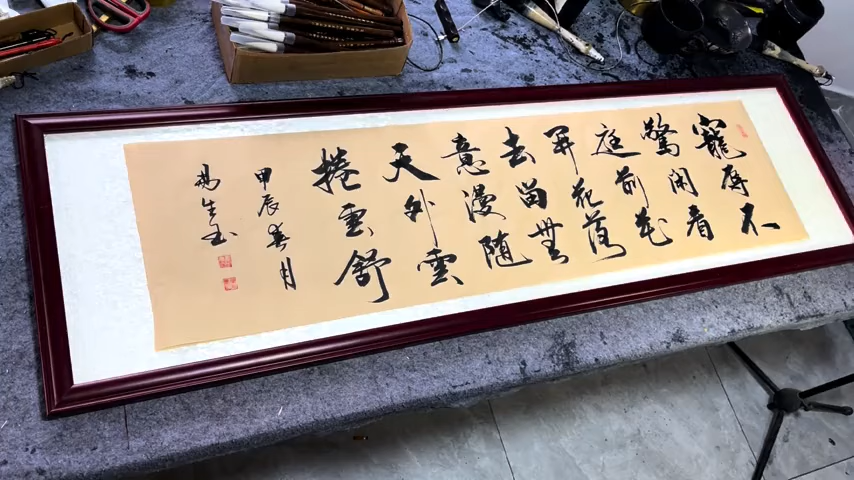 寵辱不
驚閑看
庭前花
開花落
去留無
意漫隨
天外雲
捲雲舒
甲辰春月